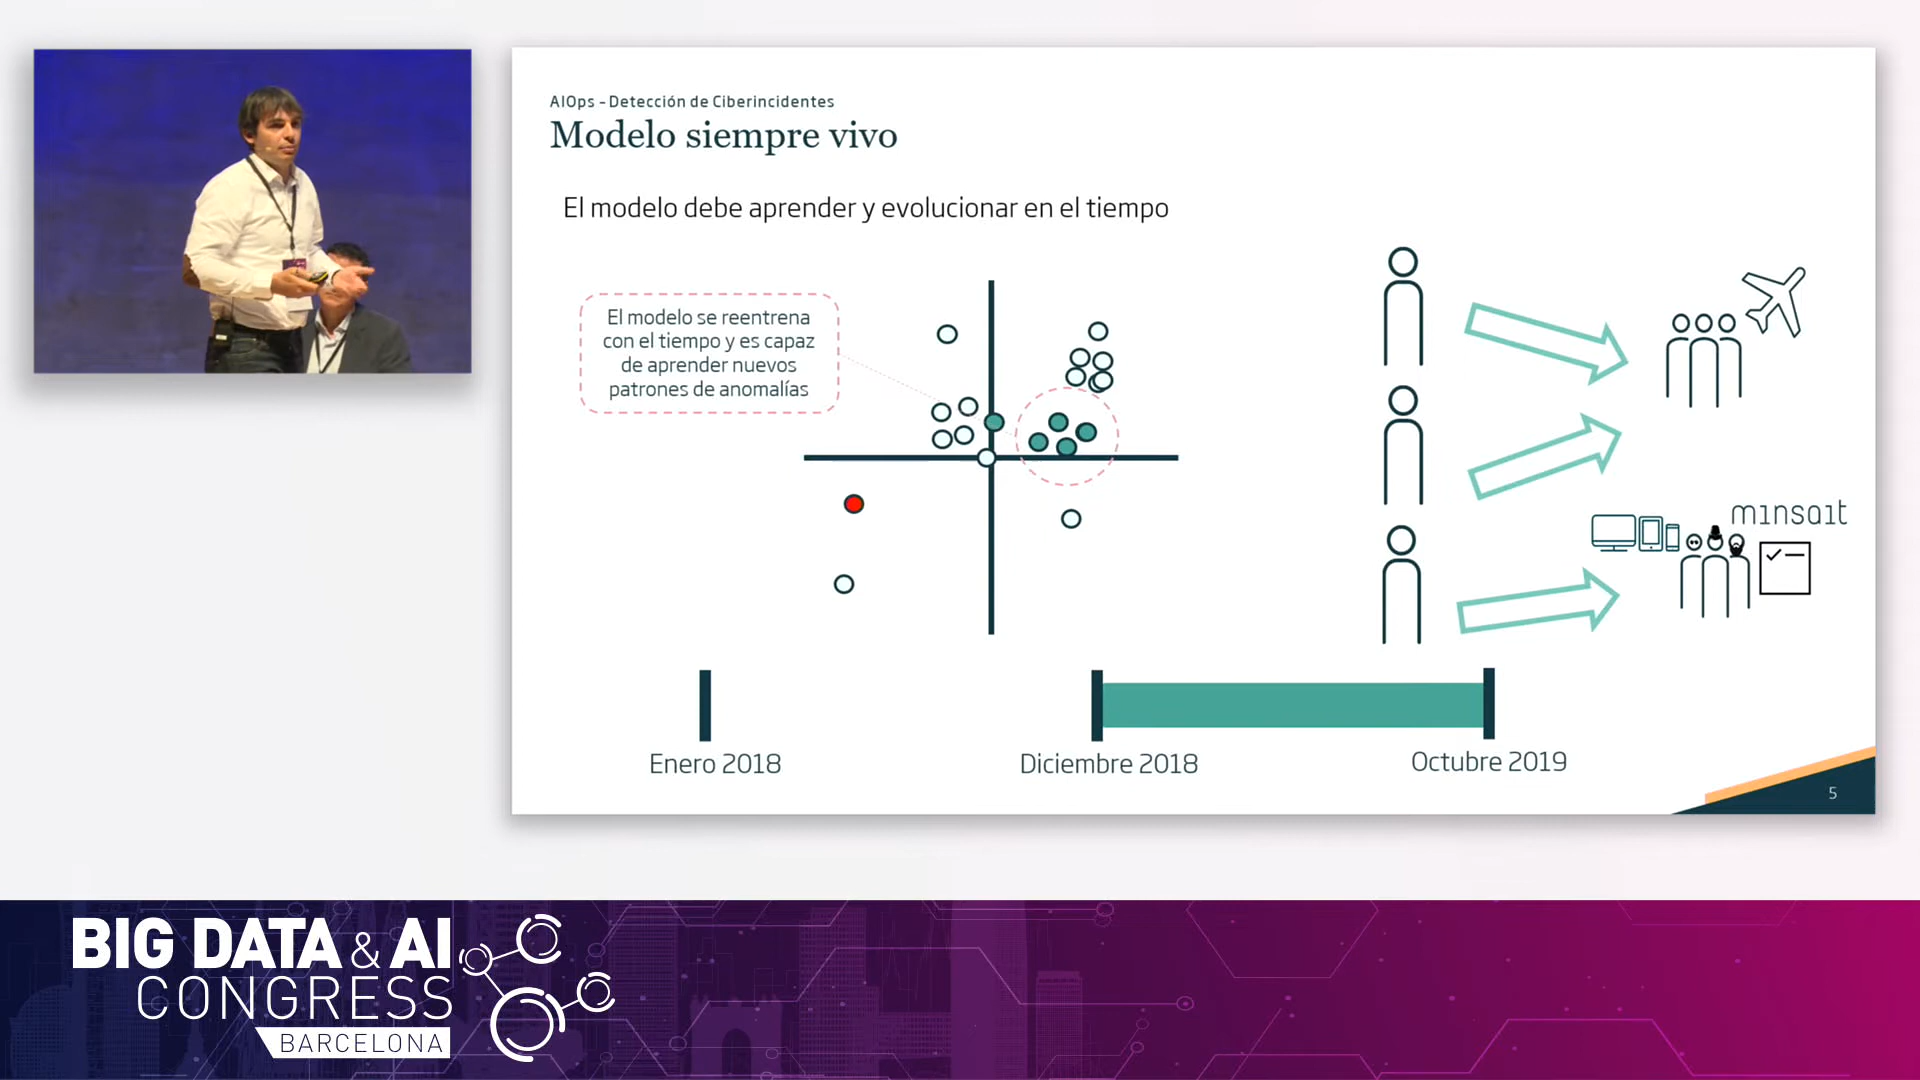 AIOps – Detección de Ciberincidentes
Modelo siempre vivo
El modelo debe aprender y evolucionar en el tiempo
El modelo se reentrena
con el tiempo y es capaz
de aprender nuevos
patrones de anomalías
minsait
Enero 2018
Diciembre 2018
Octubre 2019
5
BIG DATA & AI
CONGRESS
BARCELONA